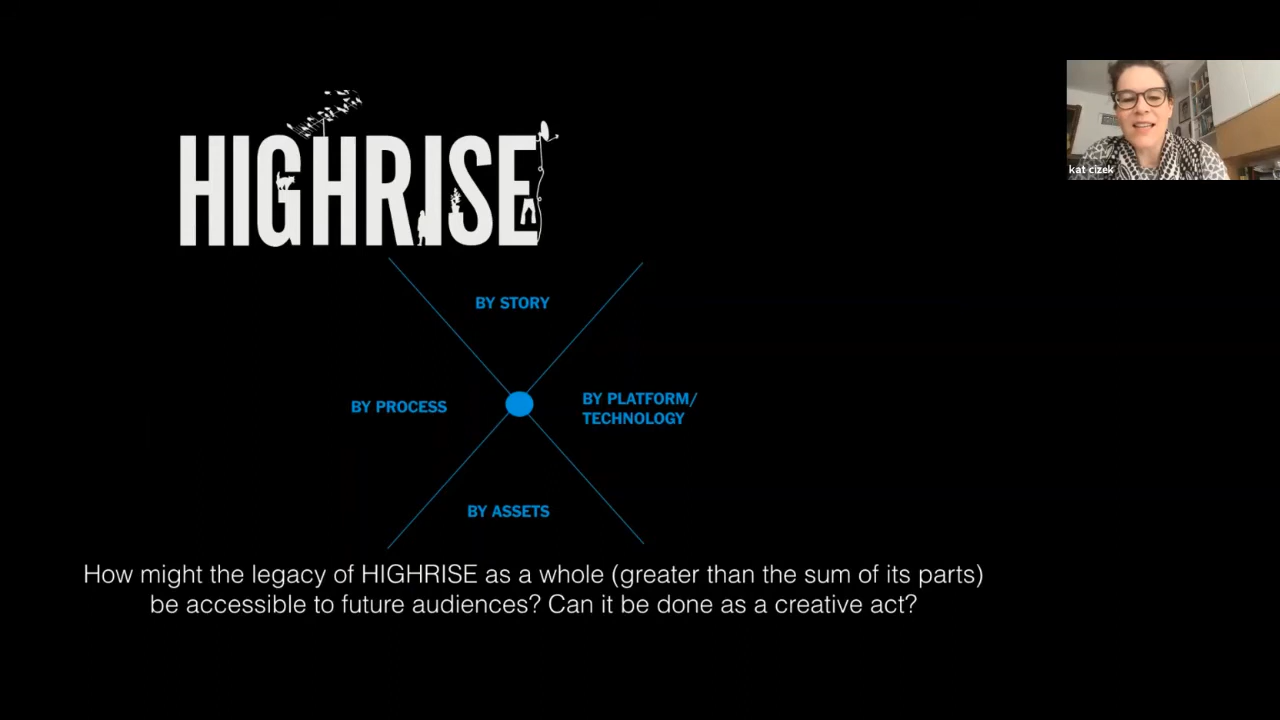 HIGHRISE
kat cizek
BY STORY
BY PROCESS
BY PLATFORM/
TECHNOLOGY
BY ASSETS
How might the legacy of HIGHRISE as a whole (greater than the sum of its parts)
be accessible to future audiences? Can it be done as a creative act?